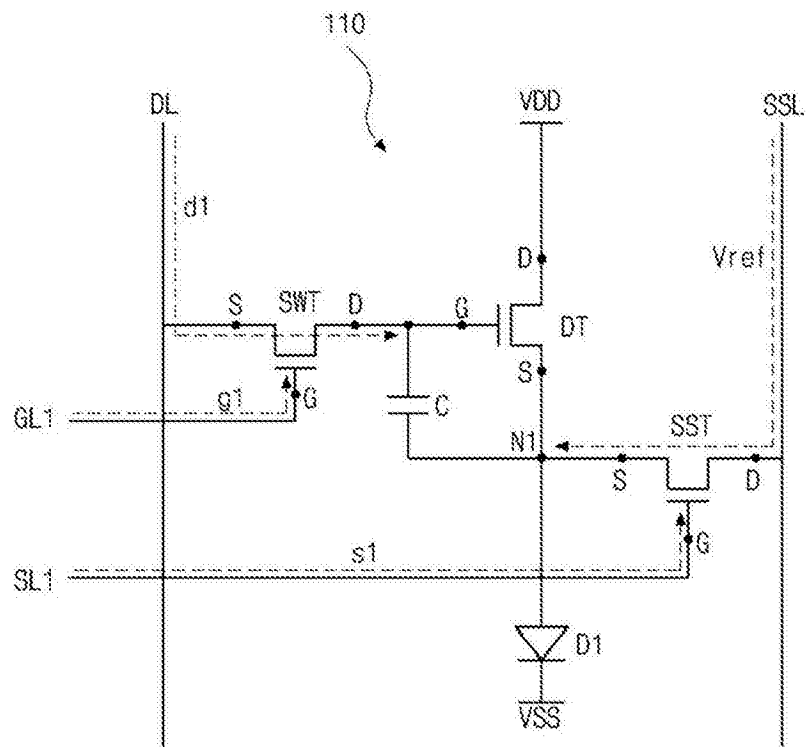 110
DL
VDD
SSL
d1
D
Vref
S
SWT
D
G
DT
S
g1
G
C
GL1
N1
SST
S
D
G
s1
SL1
D1
VSS